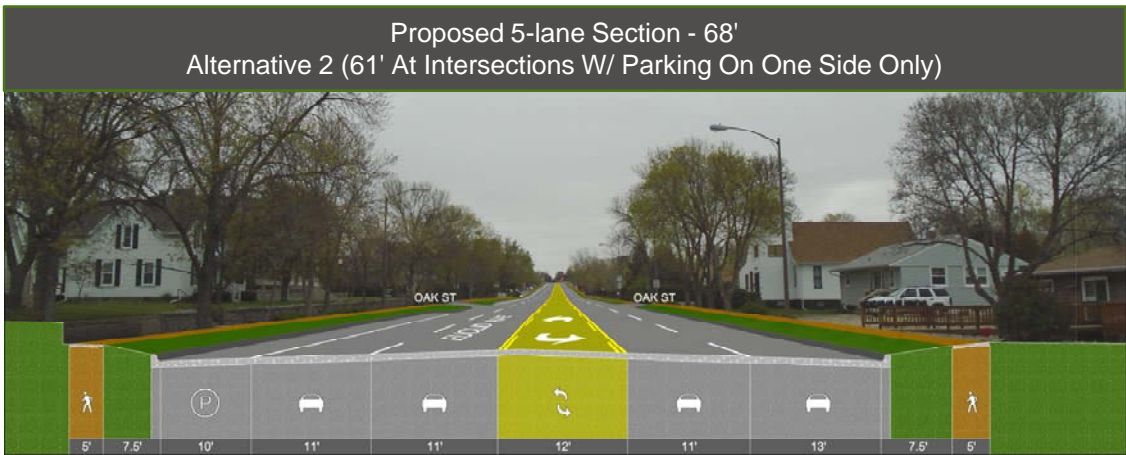 Proposed 5-lane Section - 68'
Alternative 2 (61' At Intersections W/ Parking On One Side Only)
OAK ST
OAK ST
P
5'
7.5'
10'
11'
11'
12'
11'
13'
7.5'
5'